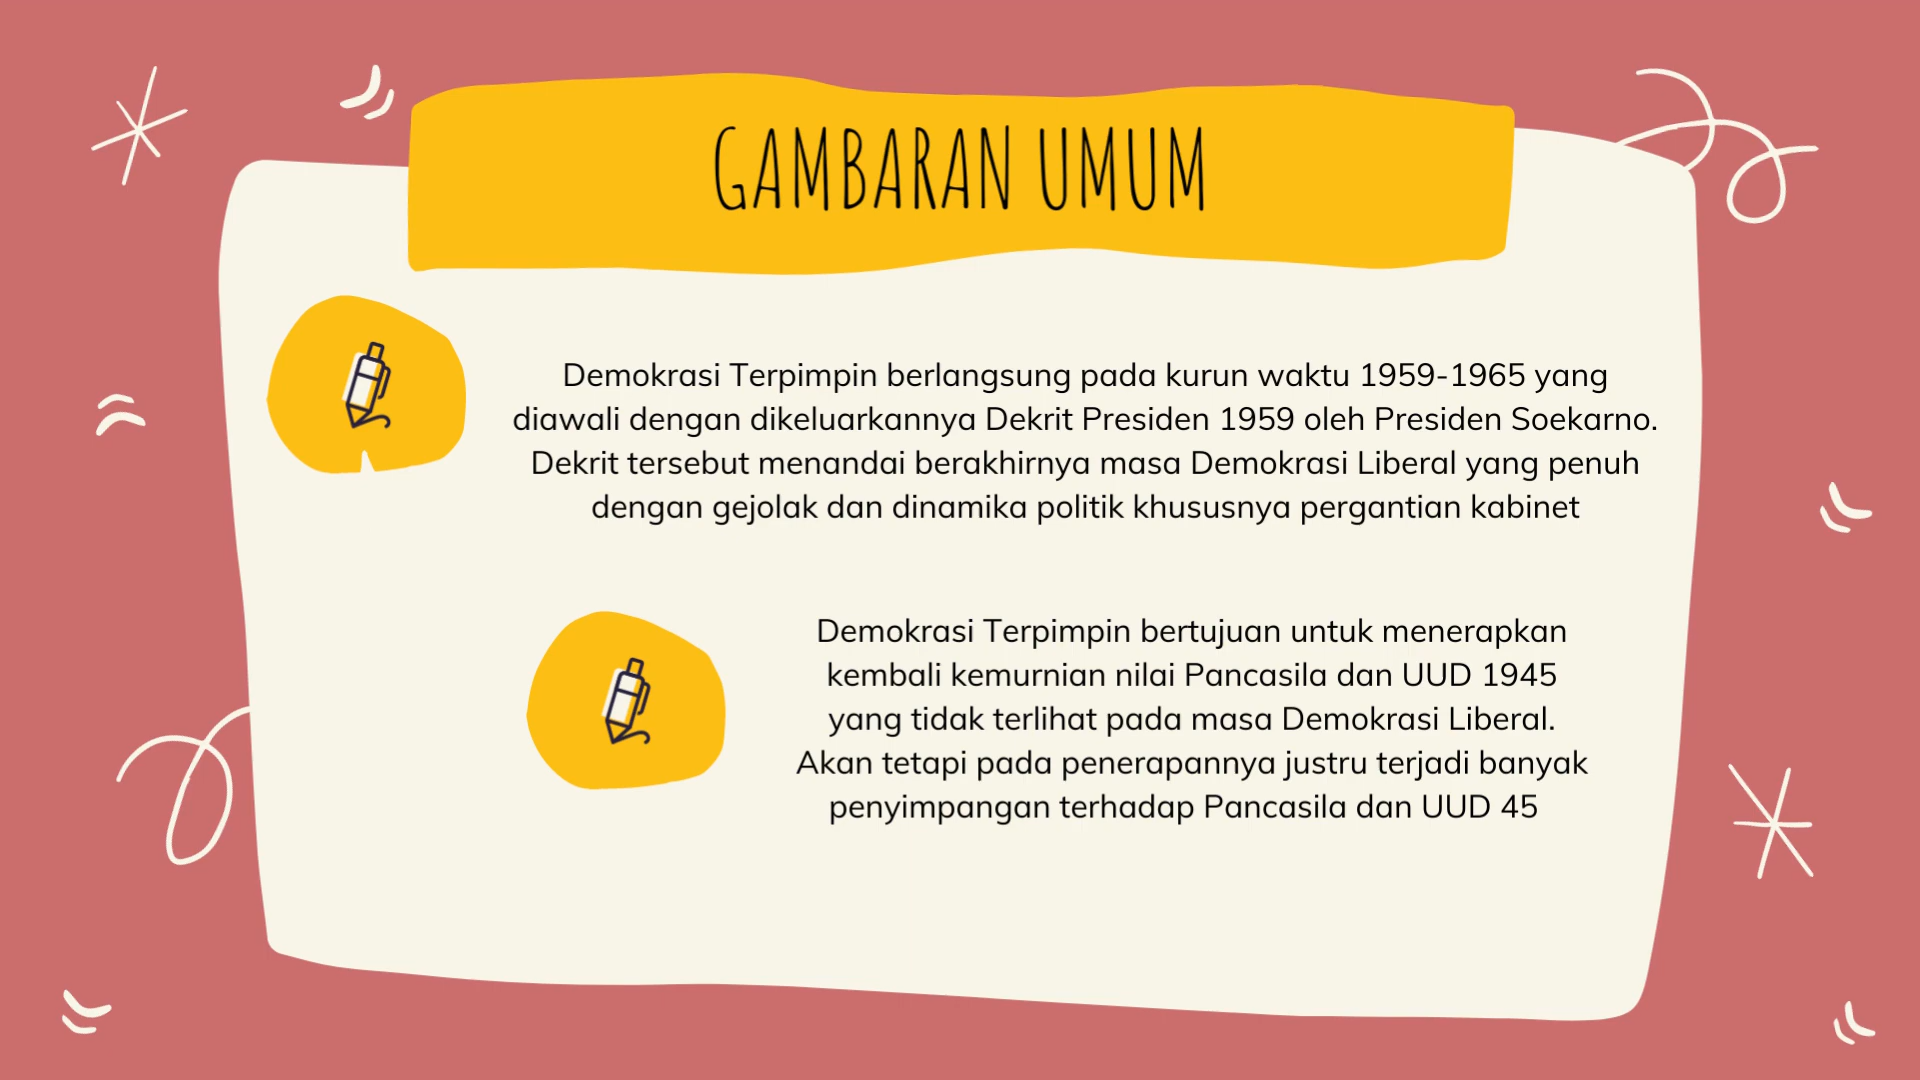 GAMBARAN UMUM
Demokrasi Terpimpin berlangsung pada kurun waktu 1959-1965 yang
diawali dengan dikeluarkannya Dekrit Presiden 1959 oleh Presiden Soekarno.
Dekrit tersebut menandai berakhirnya masa Demokrasi Liberal yang penuh
dengan gejolak dan dinamika politik khususnya pergantian kabinet
Demokrasi Terpimpin bertujuan untuk menerapkan
kembali kemurnian nilai Pancasila dan UUD 1945
yang tidak terlihat pada masa Demokrasi Liberal.
Akan tetapi pada penerapannya justru terjadi banyak
penyimpangan terhadap Pancasila dan UUD 45